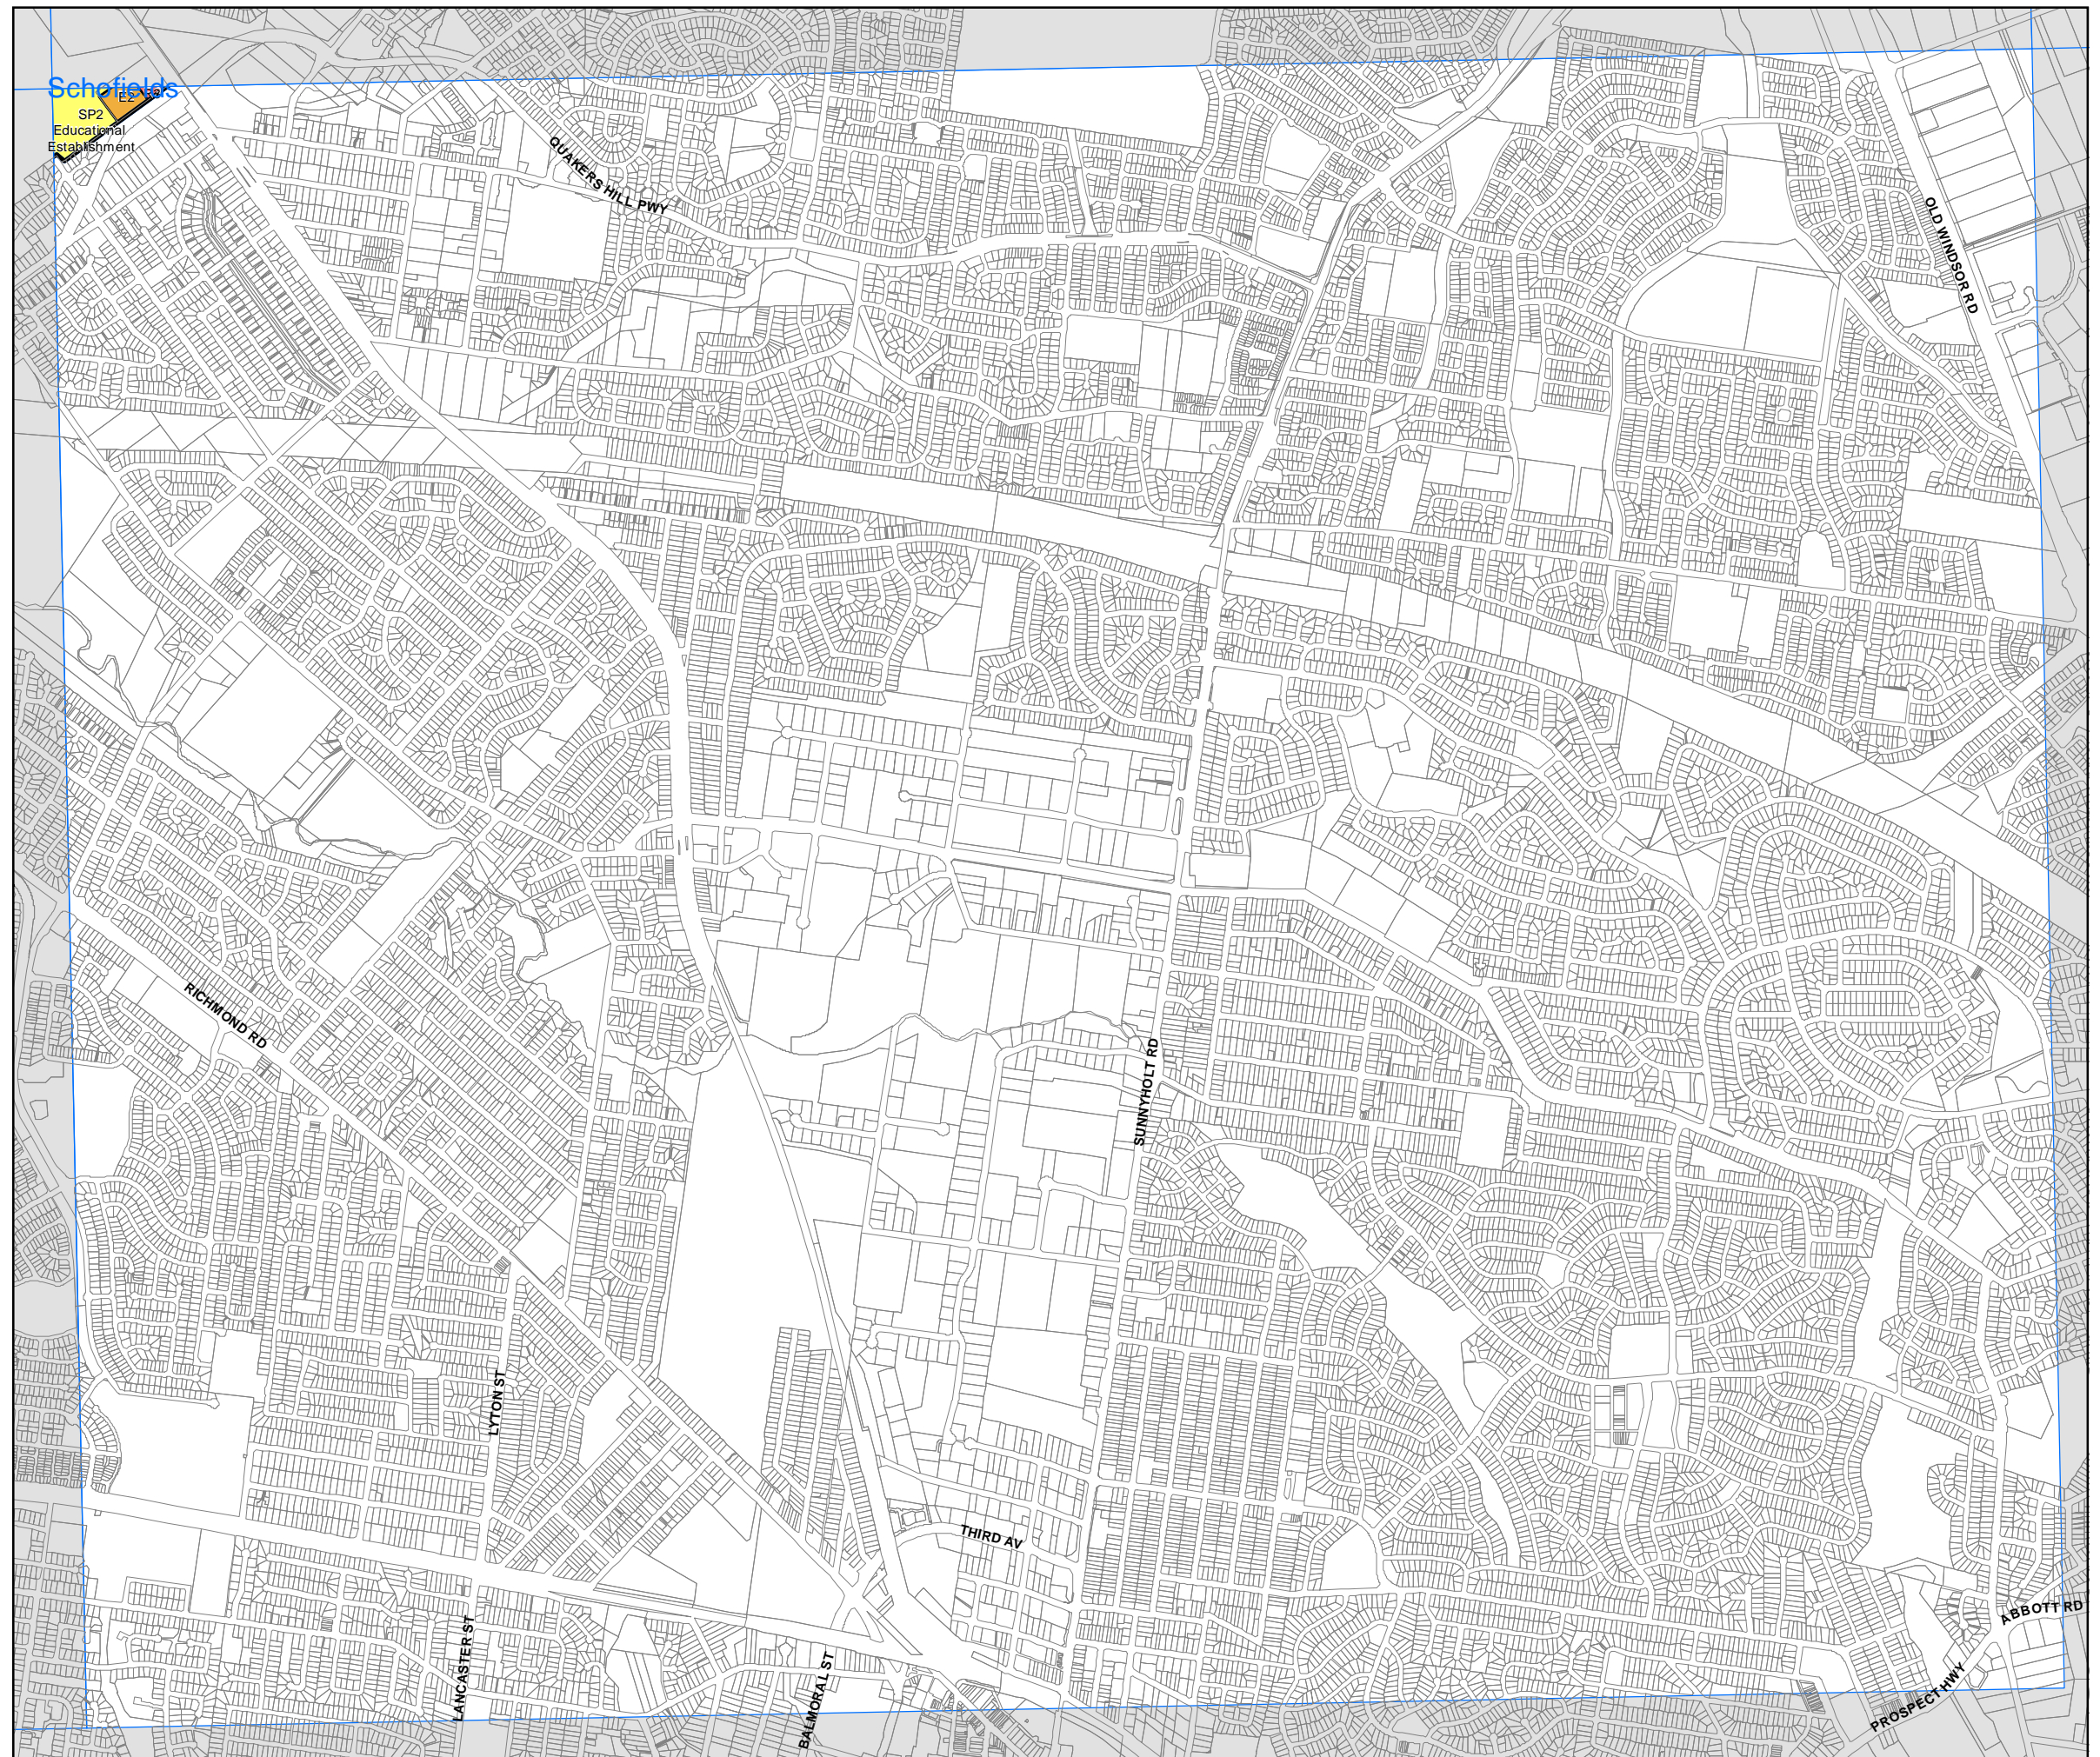 Schofields
E2
SP2
Educational
Establishment
QUAKERS HILL PWY
OLD WINDSOR RD
RICHMOND RD
SUNNYHOLT RD
LYTON ST
THIRD AV
LANCASTER ST
BALMORAL ST
ABBOTT RD
PROSPECT HWY